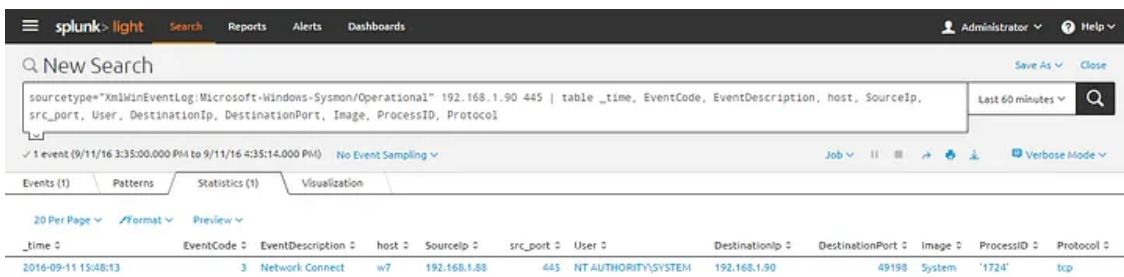 splunk>light Search Reports Alerts Dashboards Administrator Help
New Search Save As Close
sourcetype="XmlWinEventLog:Microsoft-Windows-Sysmon/Operational" 192.168.1.90 445 | table _time, EventCode, EventDescription, host, SourceIp,
src_port, User, DestinationIp, DestinationPort, Image, ProcessID, Protocol
Last 60 minutes
✓ 1 event (9/11/16 3:35:00.000 PM to 9/11/16 4:35:14.000 PM) No Event Sampling Job Verbose Mode
Events (1) Patterns Statistics (1) Visualization
20 Per Page Format Preview
_time EventCode EventDescription host SourceIp src_port User DestinationIp DestinationPort Image ProcessID Protocol
2016-09-11 15:48:13 3 Network Connect w7 192.168.1.88 445 NT AUTHORITY\SYSTEM 192.168.1.90 49198 System '1724' tcp